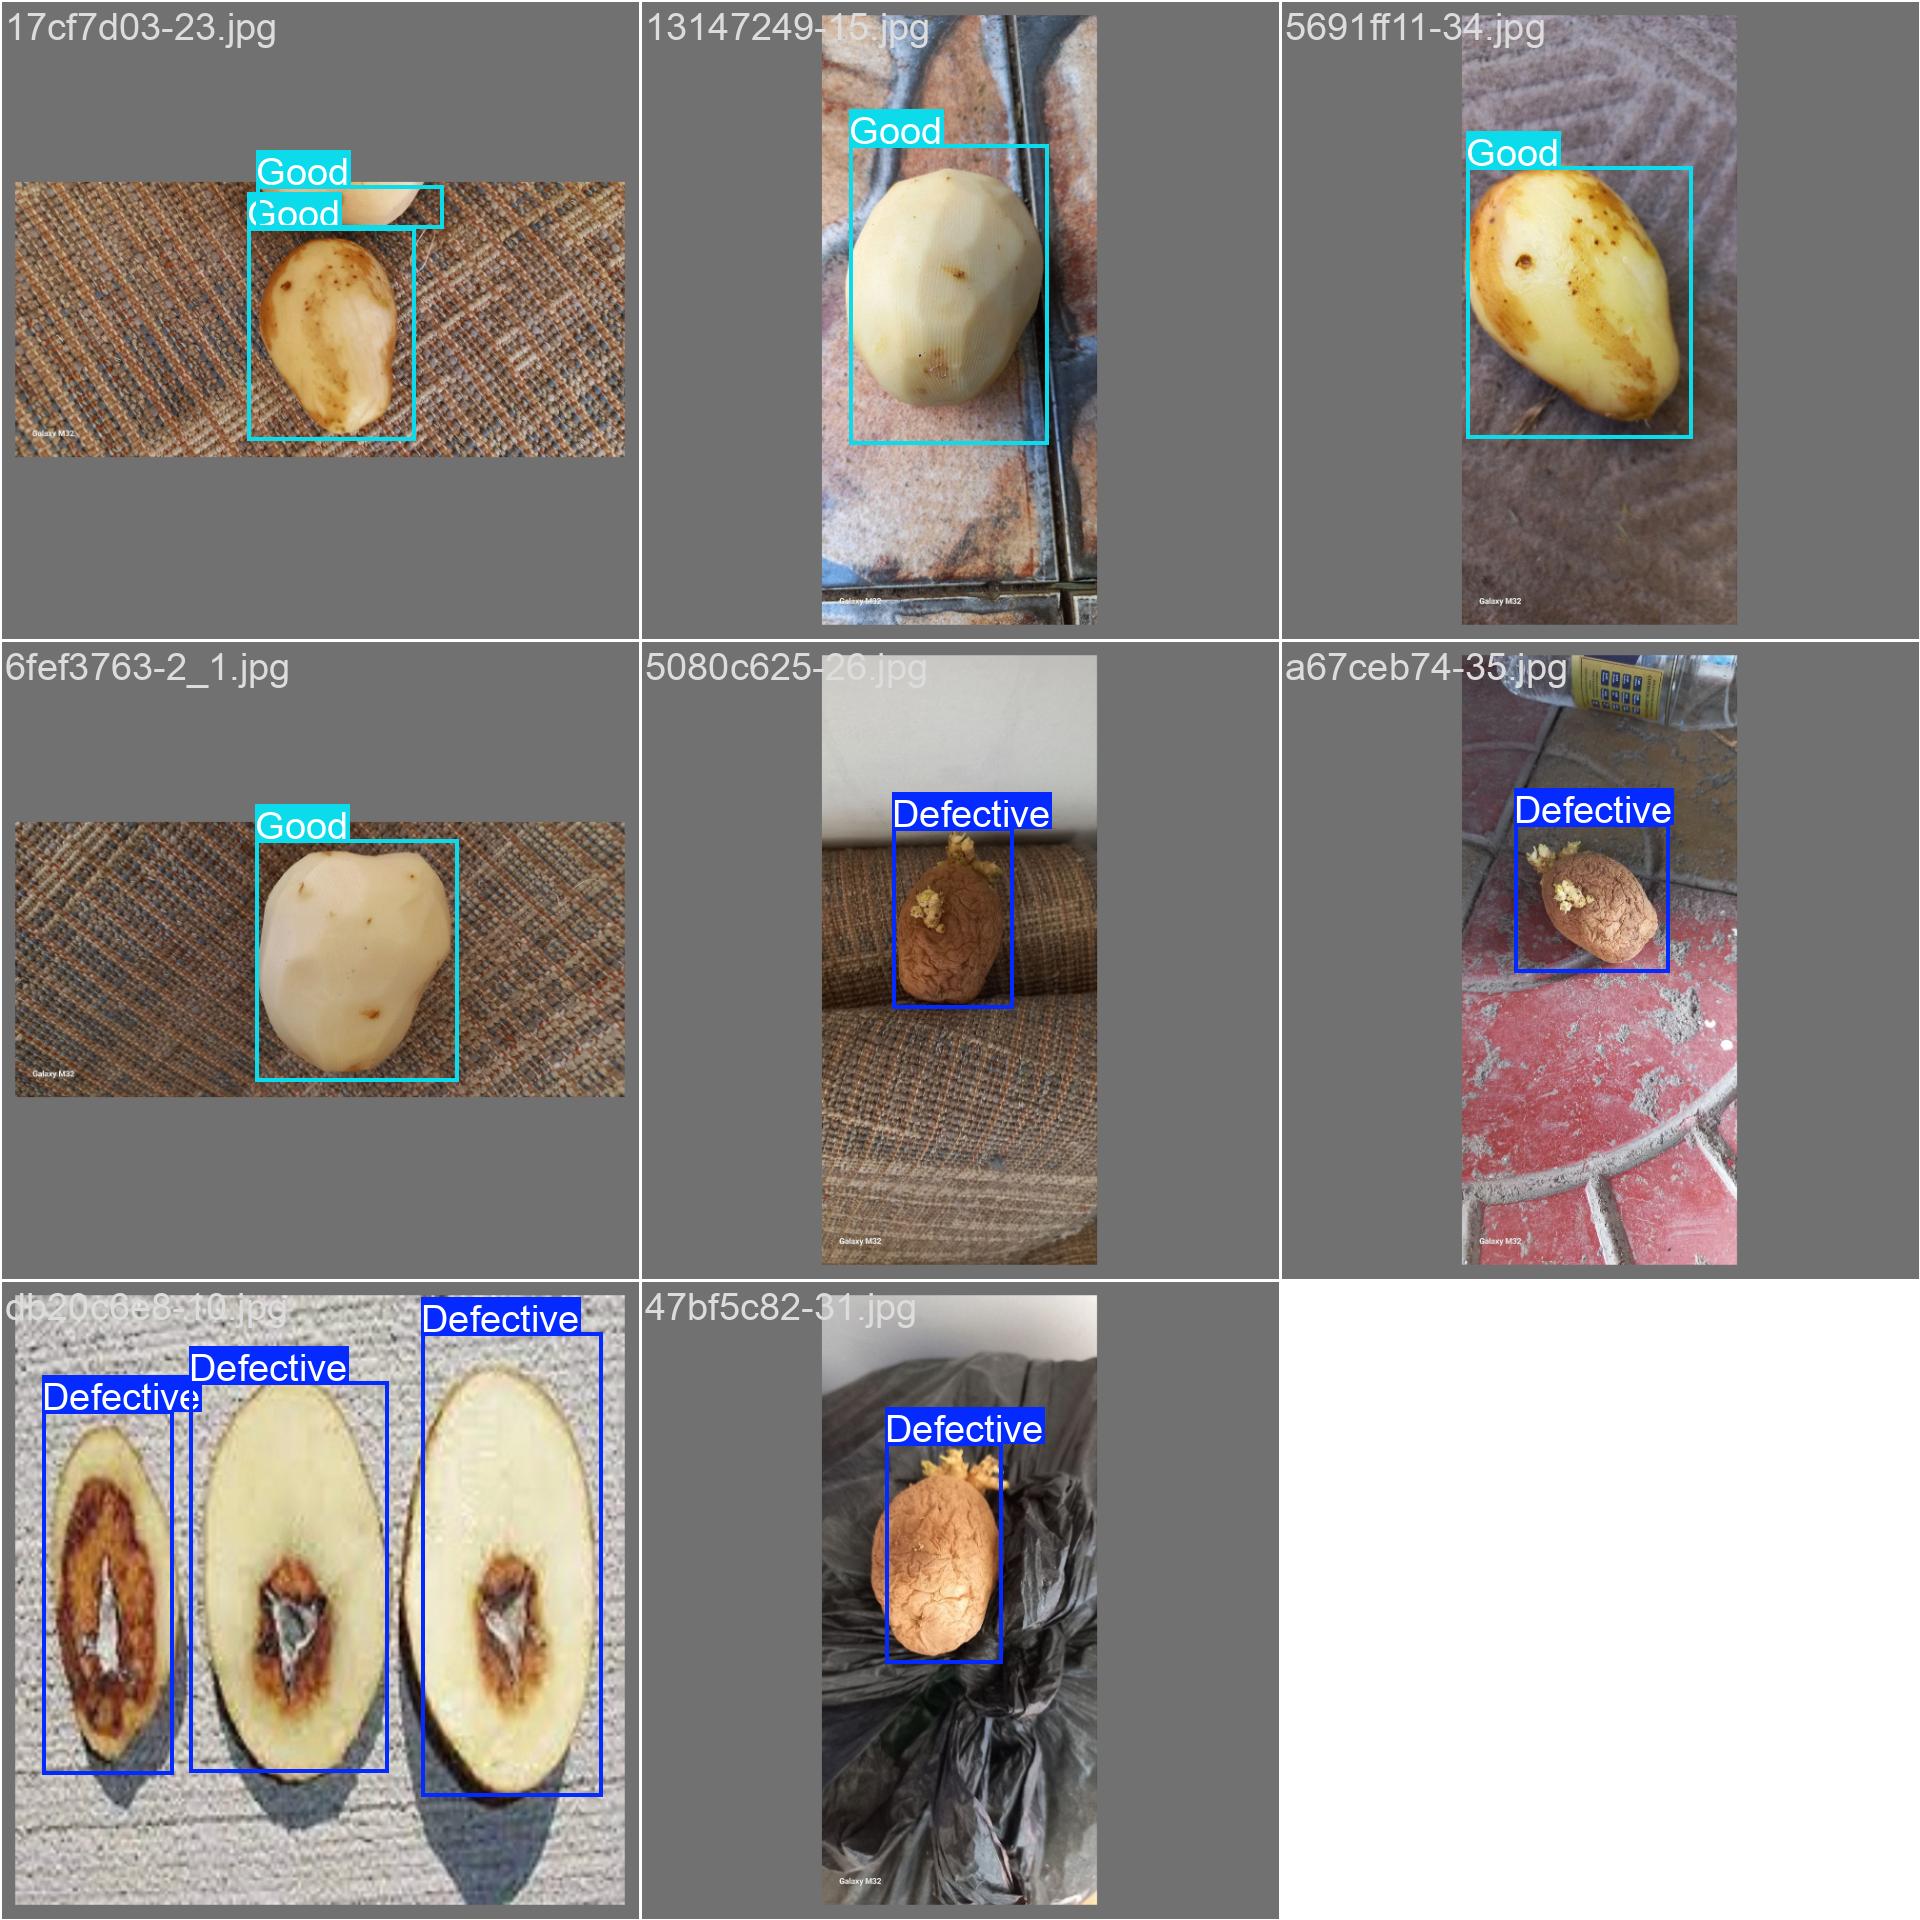 17cf7d03-23.jpg
Good
Good
Galaxy M32
13147249-15.jpg
Good
Galaxy M32
5691ff11-34.jpg
Good
Galaxy M32
6fef3763-2_1.jpg
Good
Galaxy M32
5080c625-26.jpg
Defective
Galaxy M32
a67ceb74-35.jpg
Defective
Galaxy M32
db20c6e8-10.jpg
Defective
Defective
Defective
47bf5c82-31.jpg
Defective
Galaxy M32